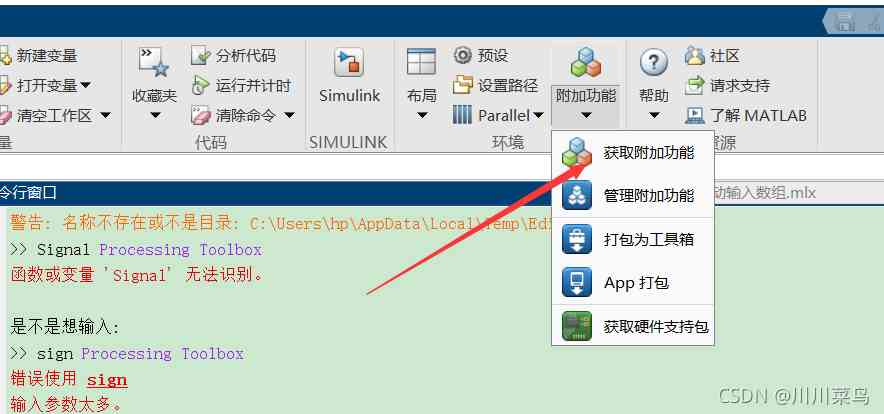 新建变量
分析代码
预设
社区
打开变量
运行并计时
设置路径
请求支持
收藏夹
Simulink
布局
附加功能
帮助
清空工作区
清除命令
Parallel
了解 MATLAB
量
代码
SIMULINK
环境
资源
获取附加功能
令行窗口
动输入数组.mlx
管理附加功能
警告: 名称不存在或不是目录: C:\Users\hp\AppData\Local\Temp\Edi
打包为工具箱
>> Signal Processing Toolbox
函数或变量 'Signal' 无法识别。
App 打包
是不是想输入:
获取硬件支持包
>> sign Processing Toolbox
错误使用 sign
输入参数太多。
CSDN @川川菜鸟